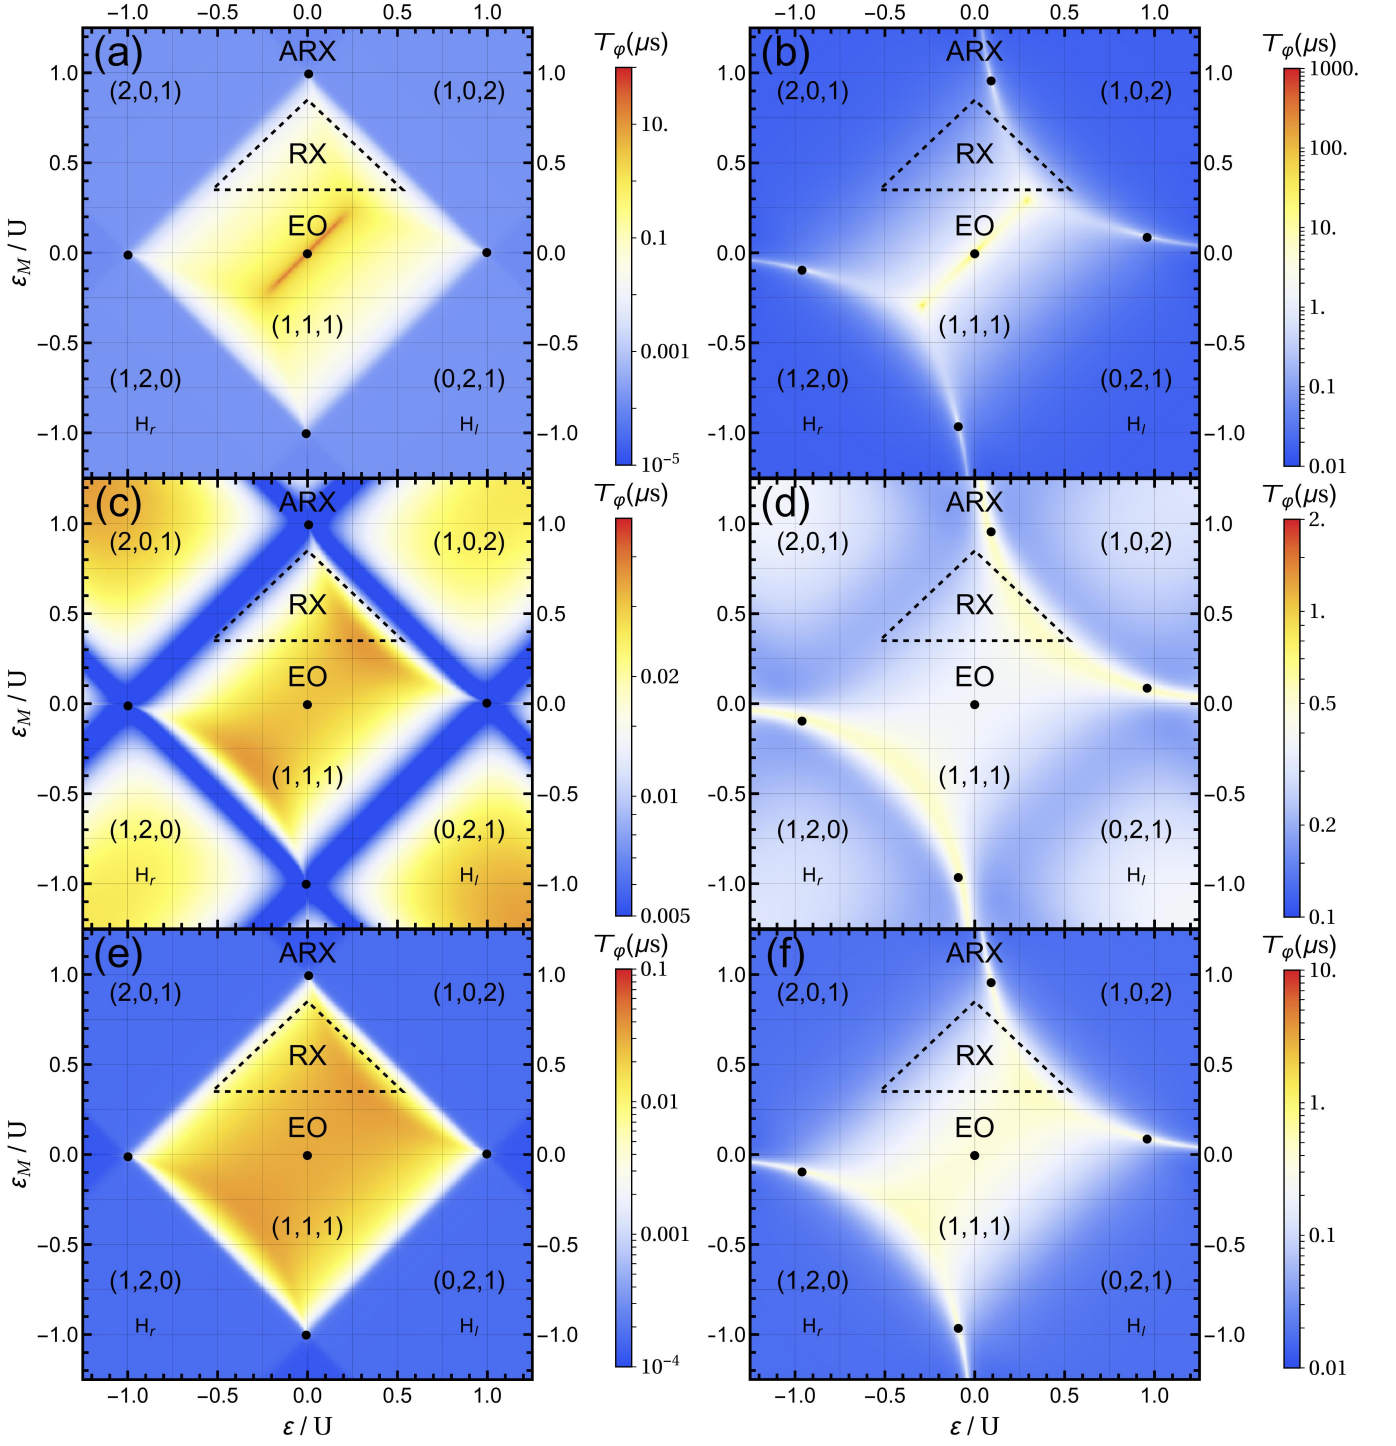 −1.0 −0.5 0.0 0.5 1.0
−1.0 −0.5 0.0 0.5 1.0
(a)
ARX
(2,0,1)
(1,0,2)
RX
EO
(1,1,1)
(1,2,0)
(0,2,1)
Hr
Hl
1.0
0.5
0.0
−0.5
−1.0
1.0
0.5
0.0
−0.5
−1.0
εM / U
Tφ(μs)
10.
0.1
0.001
10−5
(b)
ARX
(2,0,1)
(1,0,2)
RX
EO
(1,1,1)
(1,2,0)
(0,2,1)
Hr
Hl
1.0
0.5
0.0
−0.5
−1.0
1.0
0.5
0.0
−0.5
−1.0
Tφ(μs)
1000.
100.
10.
1.
0.1
0.01
(c)
ARX
(2,0,1)
(1,0,2)
RX
EO
(1,1,1)
(1,2,0)
(0,2,1)
Hr
Hl
1.0
0.5
0.0
−0.5
−1.0
1.0
0.5
0.0
−0.5
−1.0
εM / U
Tφ(μs)
0.02
0.01
0.005
(d)
ARX
(2,0,1)
(1,0,2)
RX
EO
(1,1,1)
(1,2,0)
(0,2,1)
Hr
Hl
1.0
0.5
0.0
−0.5
−1.0
1.0
0.5
0.0
−0.5
−1.0
Tφ(μs)
2.
1.
0.5
0.2
0.1
(e)
ARX
(2,0,1)
(1,0,2)
RX
EO
(1,1,1)
(1,2,0)
(0,2,1)
Hr
Hl
1.0
0.5
0.0
−0.5
−1.0
1.0
0.5
0.0
−0.5
−1.0
εM / U
Tφ(μs)
0.1
0.01
0.001
10−4
(f)
ARX
(2,0,1)
(1,0,2)
RX
EO
(1,1,1)
(1,2,0)
(0,2,1)
Hr
Hl
1.0
0.5
0.0
−0.5
−1.0
1.0
0.5
0.0
−0.5
−1.0
Tφ(μs)
10.
1.
0.1
0.01
−1.0 −0.5 0.0 0.5 1.0
ε / U
−1.0 −0.5 0.0 0.5 1.0
ε / U